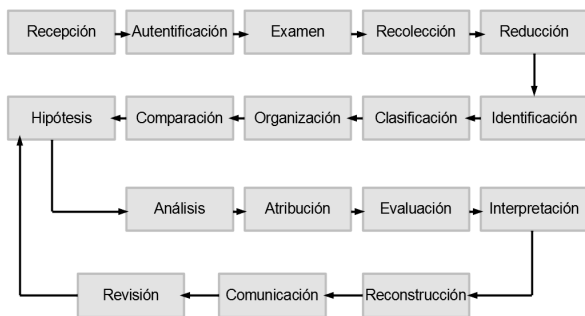 Recepción
Autentificación
Examen
Recolección
Reducción
Identificación
Clasificación
Organización
Comparación
Hipótesis
Análisis
Atribución
Evaluación
Interpretación
Reconstrucción
Comunicación
Revisión